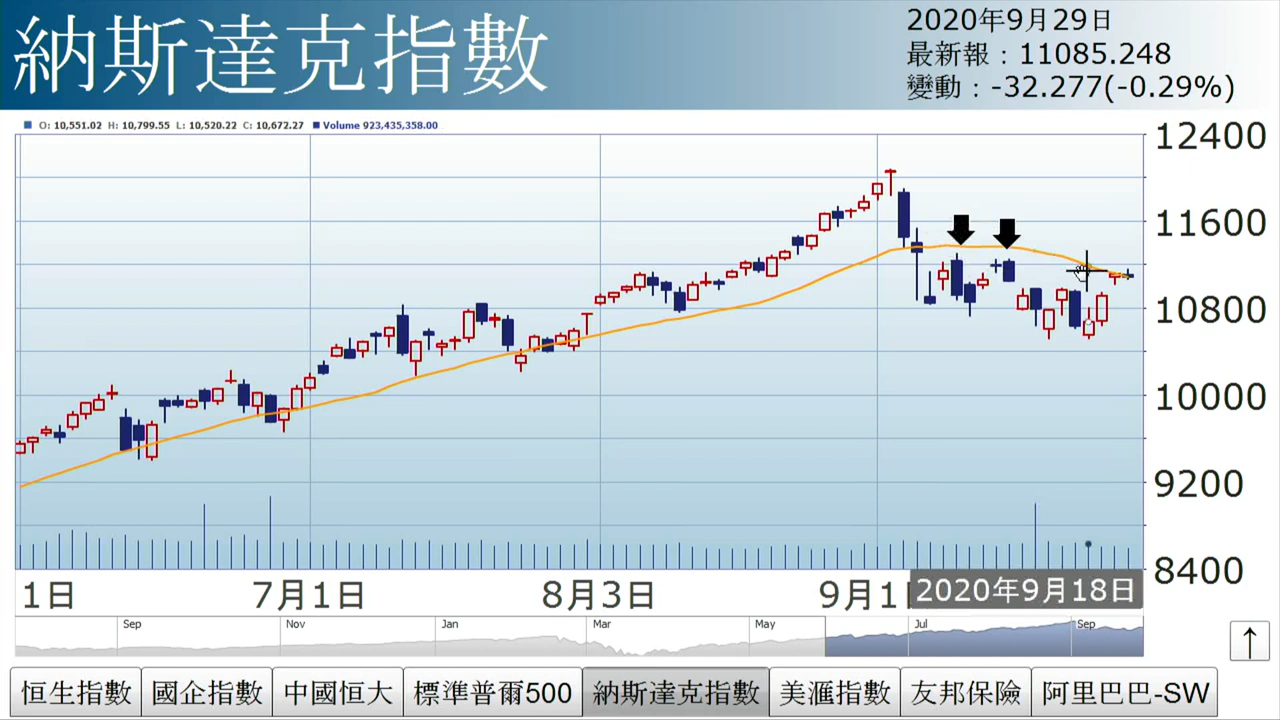 納斯達克指數
2020年9月29日
最新報：11085.248
變動：-32.277(-0.29%)
O: 10,551.02 H: 10,799.55 L: 10,520.22 C: 10,672.27 Volume 923,435,358.00
12400
11600
10800
10000
9200
8400
1日 7月1日 8月3日 9月1 2020年9月18日
Sep Nov Jan Mar May Jul Sep
↑
恒生指數 國企指數 中國恒大 標準普爾500 納斯達克指數 美滙指數 友邦保險 阿里巴巴-SW